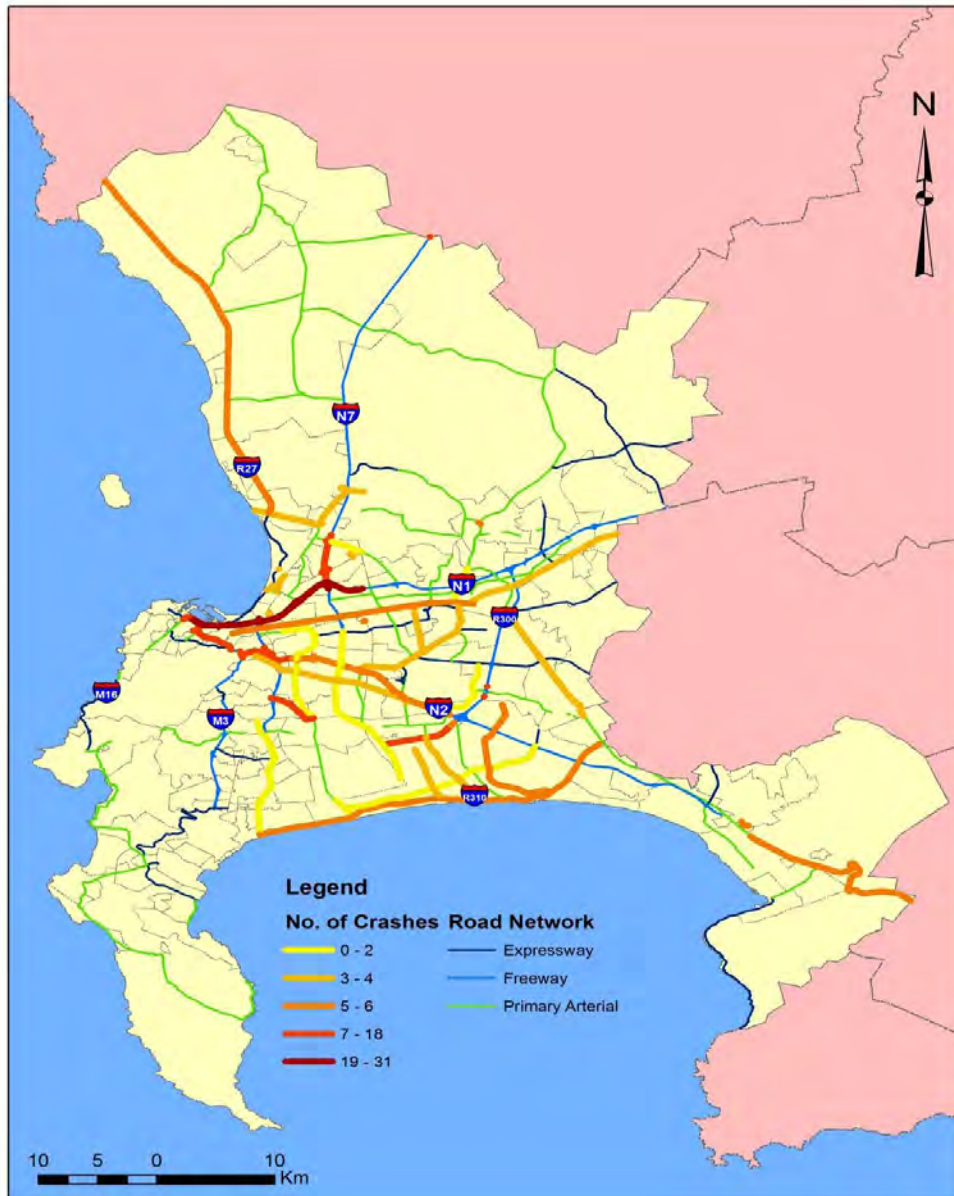 N
N7
R27
N1
R300
M16
N2
M3
R310
Legend
No. of Crashes Road Network
0 - 2 Expressway
3 - 4 Freeway
5 - 6 Primary Arterial
7 - 18
19 - 31
10 5 0 10
Km